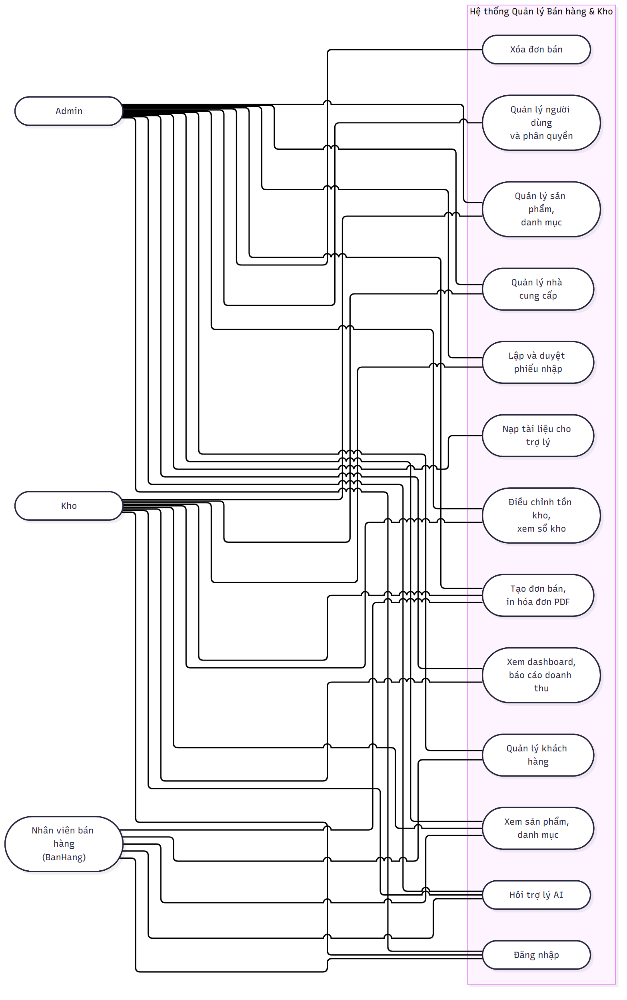 Hệ thống Quản lý Bán hàng & Kho
Xóa đơn bán
Admin
Quản lý người
dùng
và phân quyền
Quản lý sản
phẩm,
danh mục
Quản lý nhà
cung cấp
Lập và duyệt
phiếu nhập
Nạp tài liệu cho
trợ lý
Kho
Điều chỉnh tồn
kho,
xem sổ kho
Tạo đơn bán,
in hóa đơn PDF
Xem dashboard,
báo cáo doanh
thu
Quản lý khách
hàng
Nhân viên bán
hàng
(BanHang)
Xem sản phẩm,
danh mục
Hỏi trợ lý AI
Đăng nhập